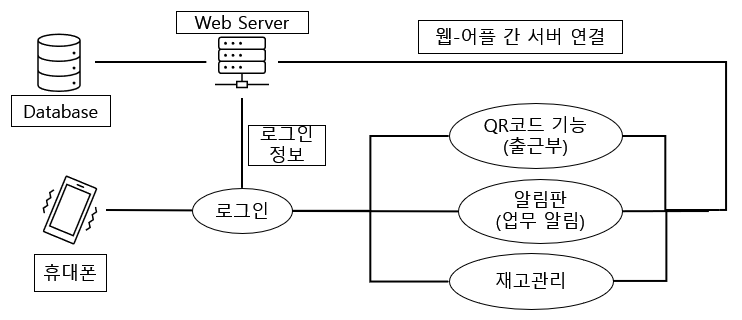 Web Server
웹-어플 간 서버 연결
Database
로그인
정보
QR코드 기능
(출근부)
로그인
알림판
(업무 알림)
휴대폰
재고관리